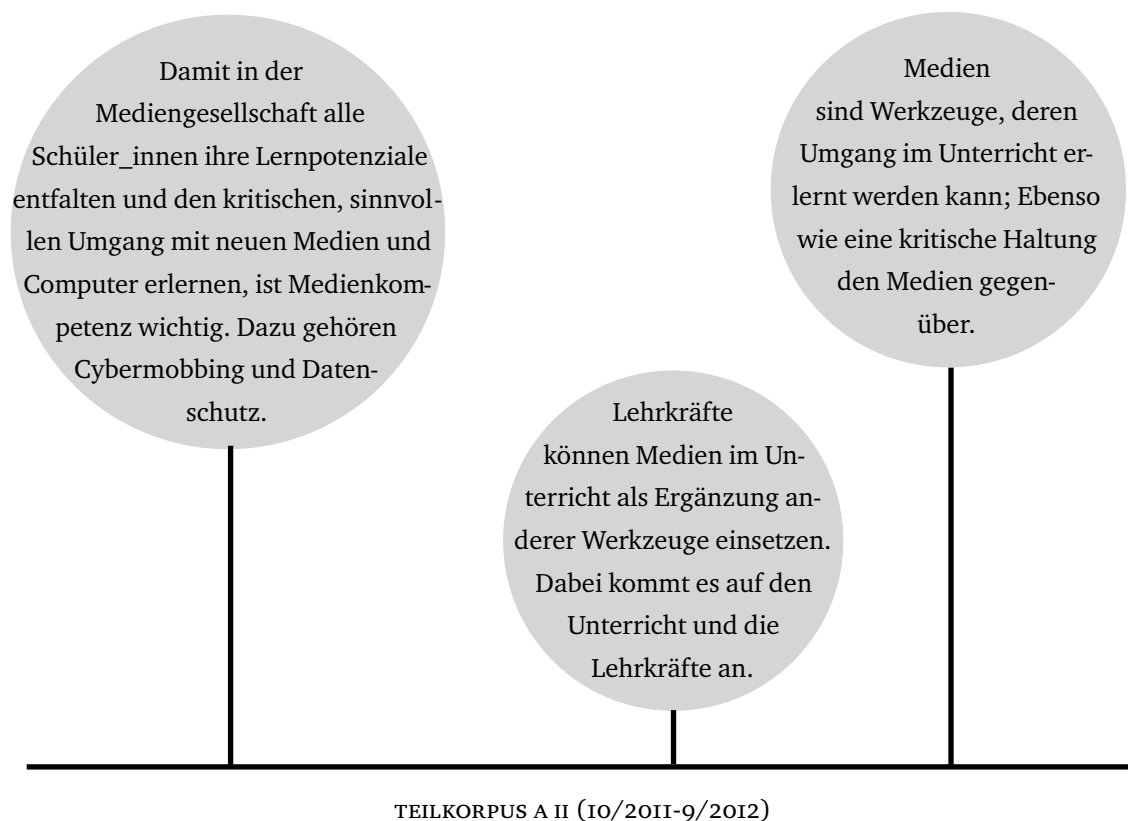 Damit in der
Mediengesellschaft alle
Schüler_innen ihre Lernpotenziale
entfalten und den kritischen, sinnvol-
len Umgang mit neuen Medien und
Computer erlernen, ist Medienkom-
petenz wichtig. Dazu gehören
Cybermobbing und Daten-
schutz.
Lehrkräfte
können Medien im Un-
terricht als Ergänzung an-
derer Werkzeuge einsetzen.
Dabei kommt es auf den
Unterricht und die
Lehrkräfte an.
Medien
sind Werkzeuge, deren
Umgang im Unterricht er-
lernt werden kann; Ebenso
wie eine kritische Haltung
den Medien gegen-
über.
TEILKORPUS A II (10/2011-9/2012)